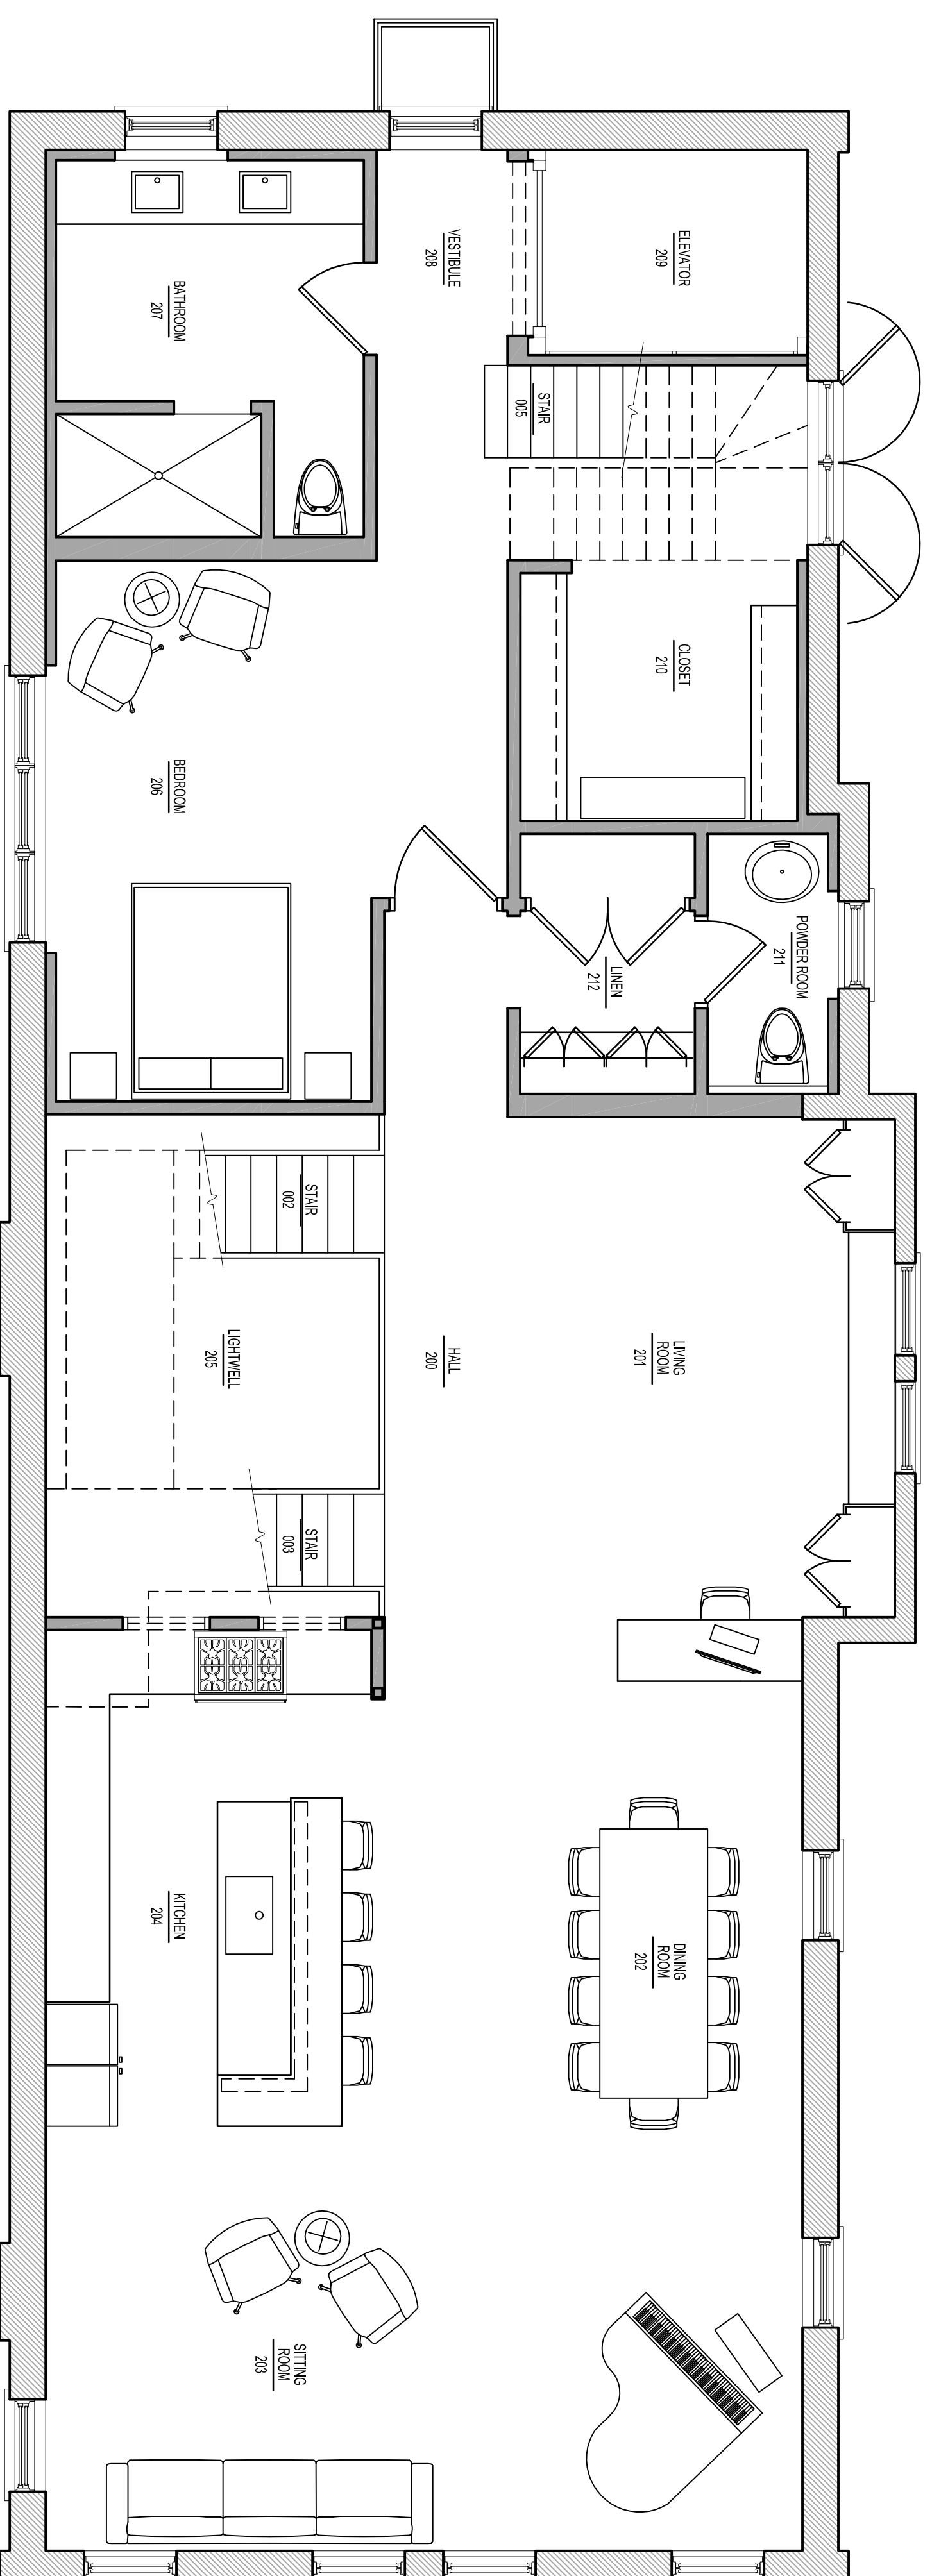 ELEVATOR
209
VESTIBULE
208
BATHROOM
207
STAIR
005
CLOSET
210
BEDROOM
206
POWDER ROOM
211
LINEN
212
STAIR
002
LIVING
ROOM
201
HALL
200
LIGHTWELL
205
STAIR
003
DINING
ROOM
202
KITCHEN
204
SITTING
ROOM
203